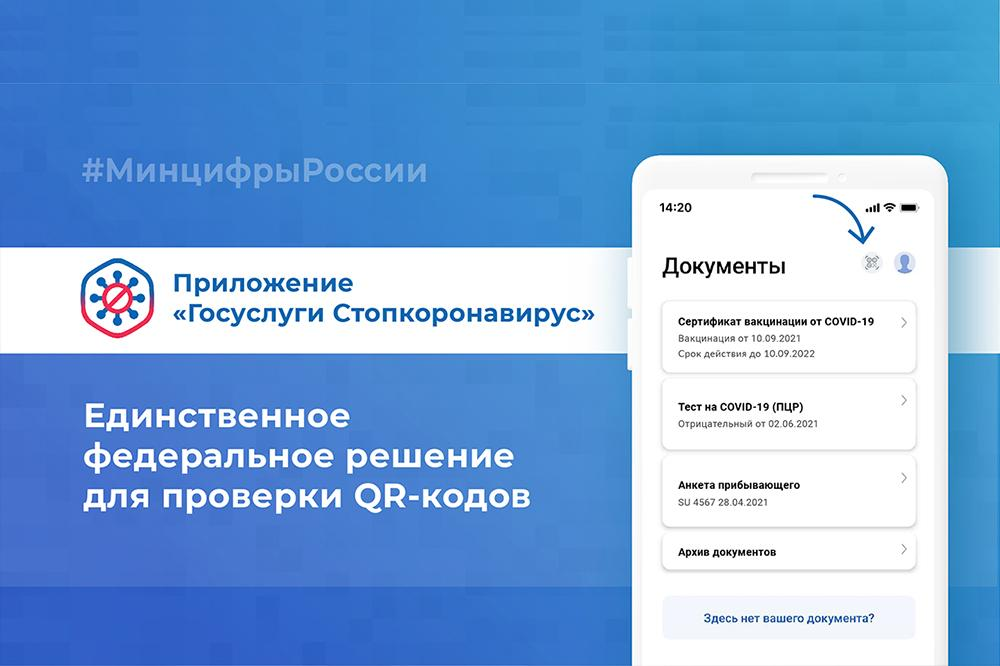 #МинцифрыРоссии
Приложение
«Госуслуги Стопкоронавирус»
Единственное
федеральное решение
для проверки QR-кодов
14:20
Документы
Сертификат вакцинации от COVID-19
Вакцинация от 10.09.2021
Срок действия до 10.09.2022
Тест на COVID-19 (ПЦР)
Отрицательный от 02.06.2021
Анкета прибывающего
SU 4567 28.04.2021
Архив документов
Здесь нет вашего документа?